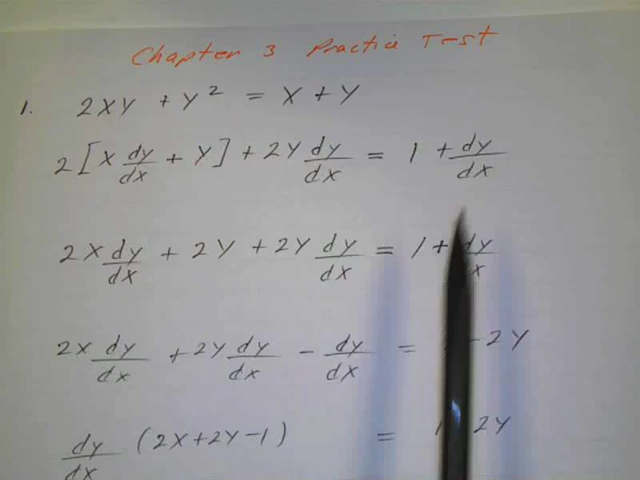 Chapter 3 Practice Test
1. 2XY + Y² = X + Y
2[X dy/dx + Y] + 2Y dy/dx = 1 + dy/dx
2X dy/dx + 2Y + 2Y dy/dx = 1 + dy/x
2X dy/dx + 2Y dy/dx - dy/dx = - 2Y
dy/dx (2X+2Y-1) = 1 2Y